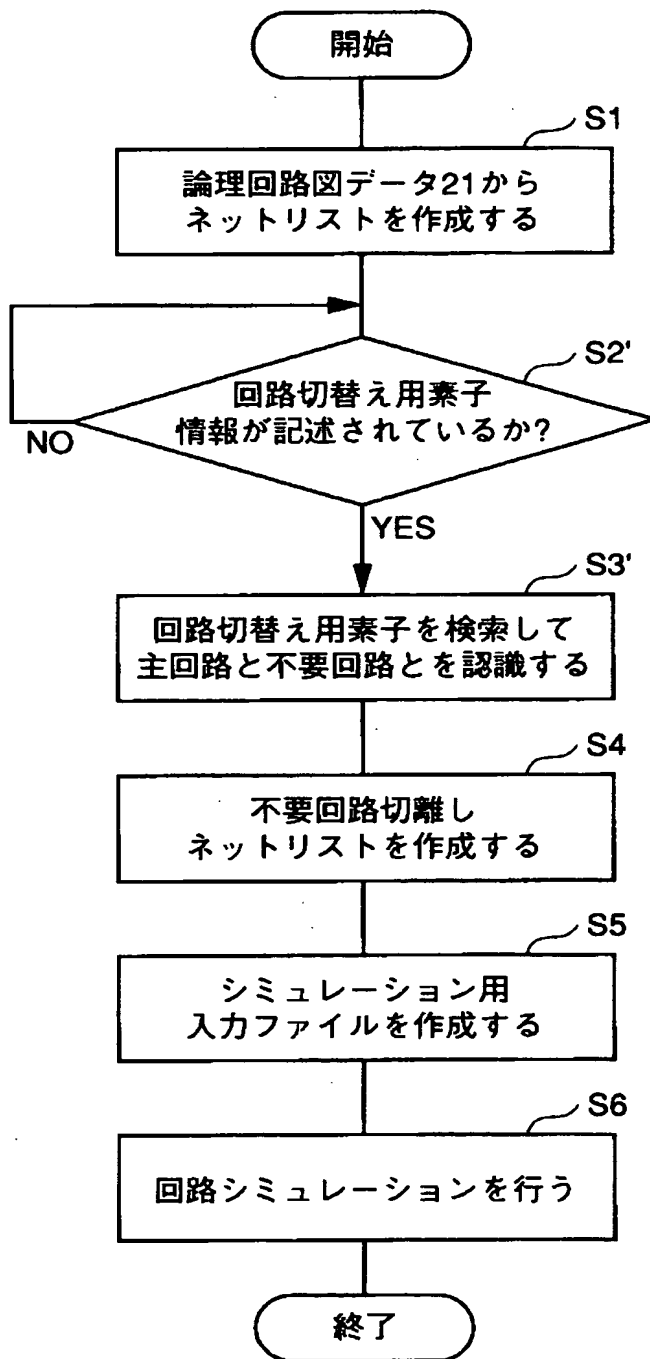 開始
S1
論理回路図データ21から
ネットリストを作成する
S2'
回路切替え用素子
情報が記述されているか?
NO
YES
S3'
回路切替え用素子を検索して
主回路と不要回路とを認識する
S4
不要回路切離し
ネットリストを作成する
S5
シミュレーション用
入力ファイルを作成する
S6
回路シミュレーションを行う
終了